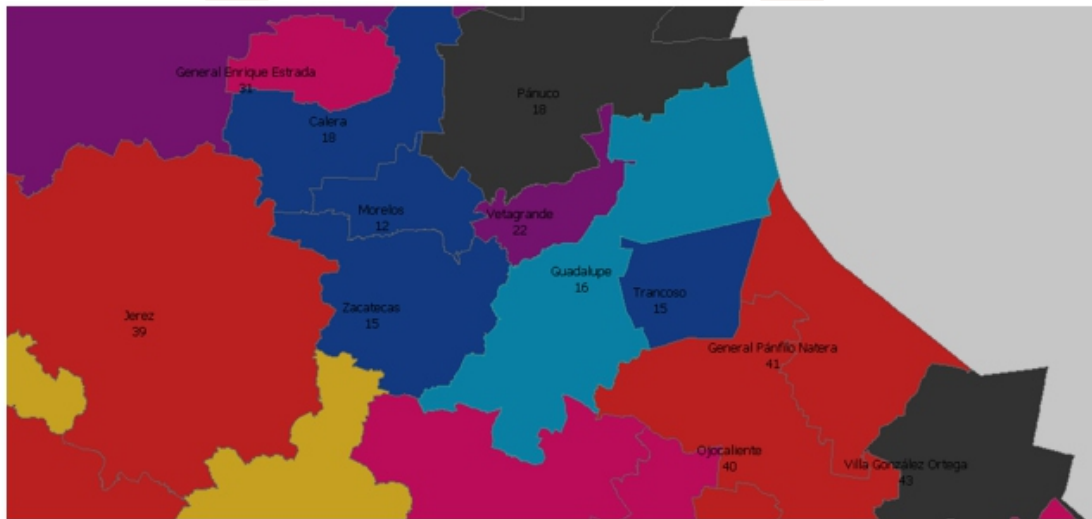 General Enrique Estrada
31
Pánuco
18
Calera
18
Morelos
12
Vetagrande
22
Guadalupe
16
Trancoso
15
Zacatecas
15
Jerez
39
General Pánfilo Natera
41
Ojocaliente
40
Villa González Ortega
43